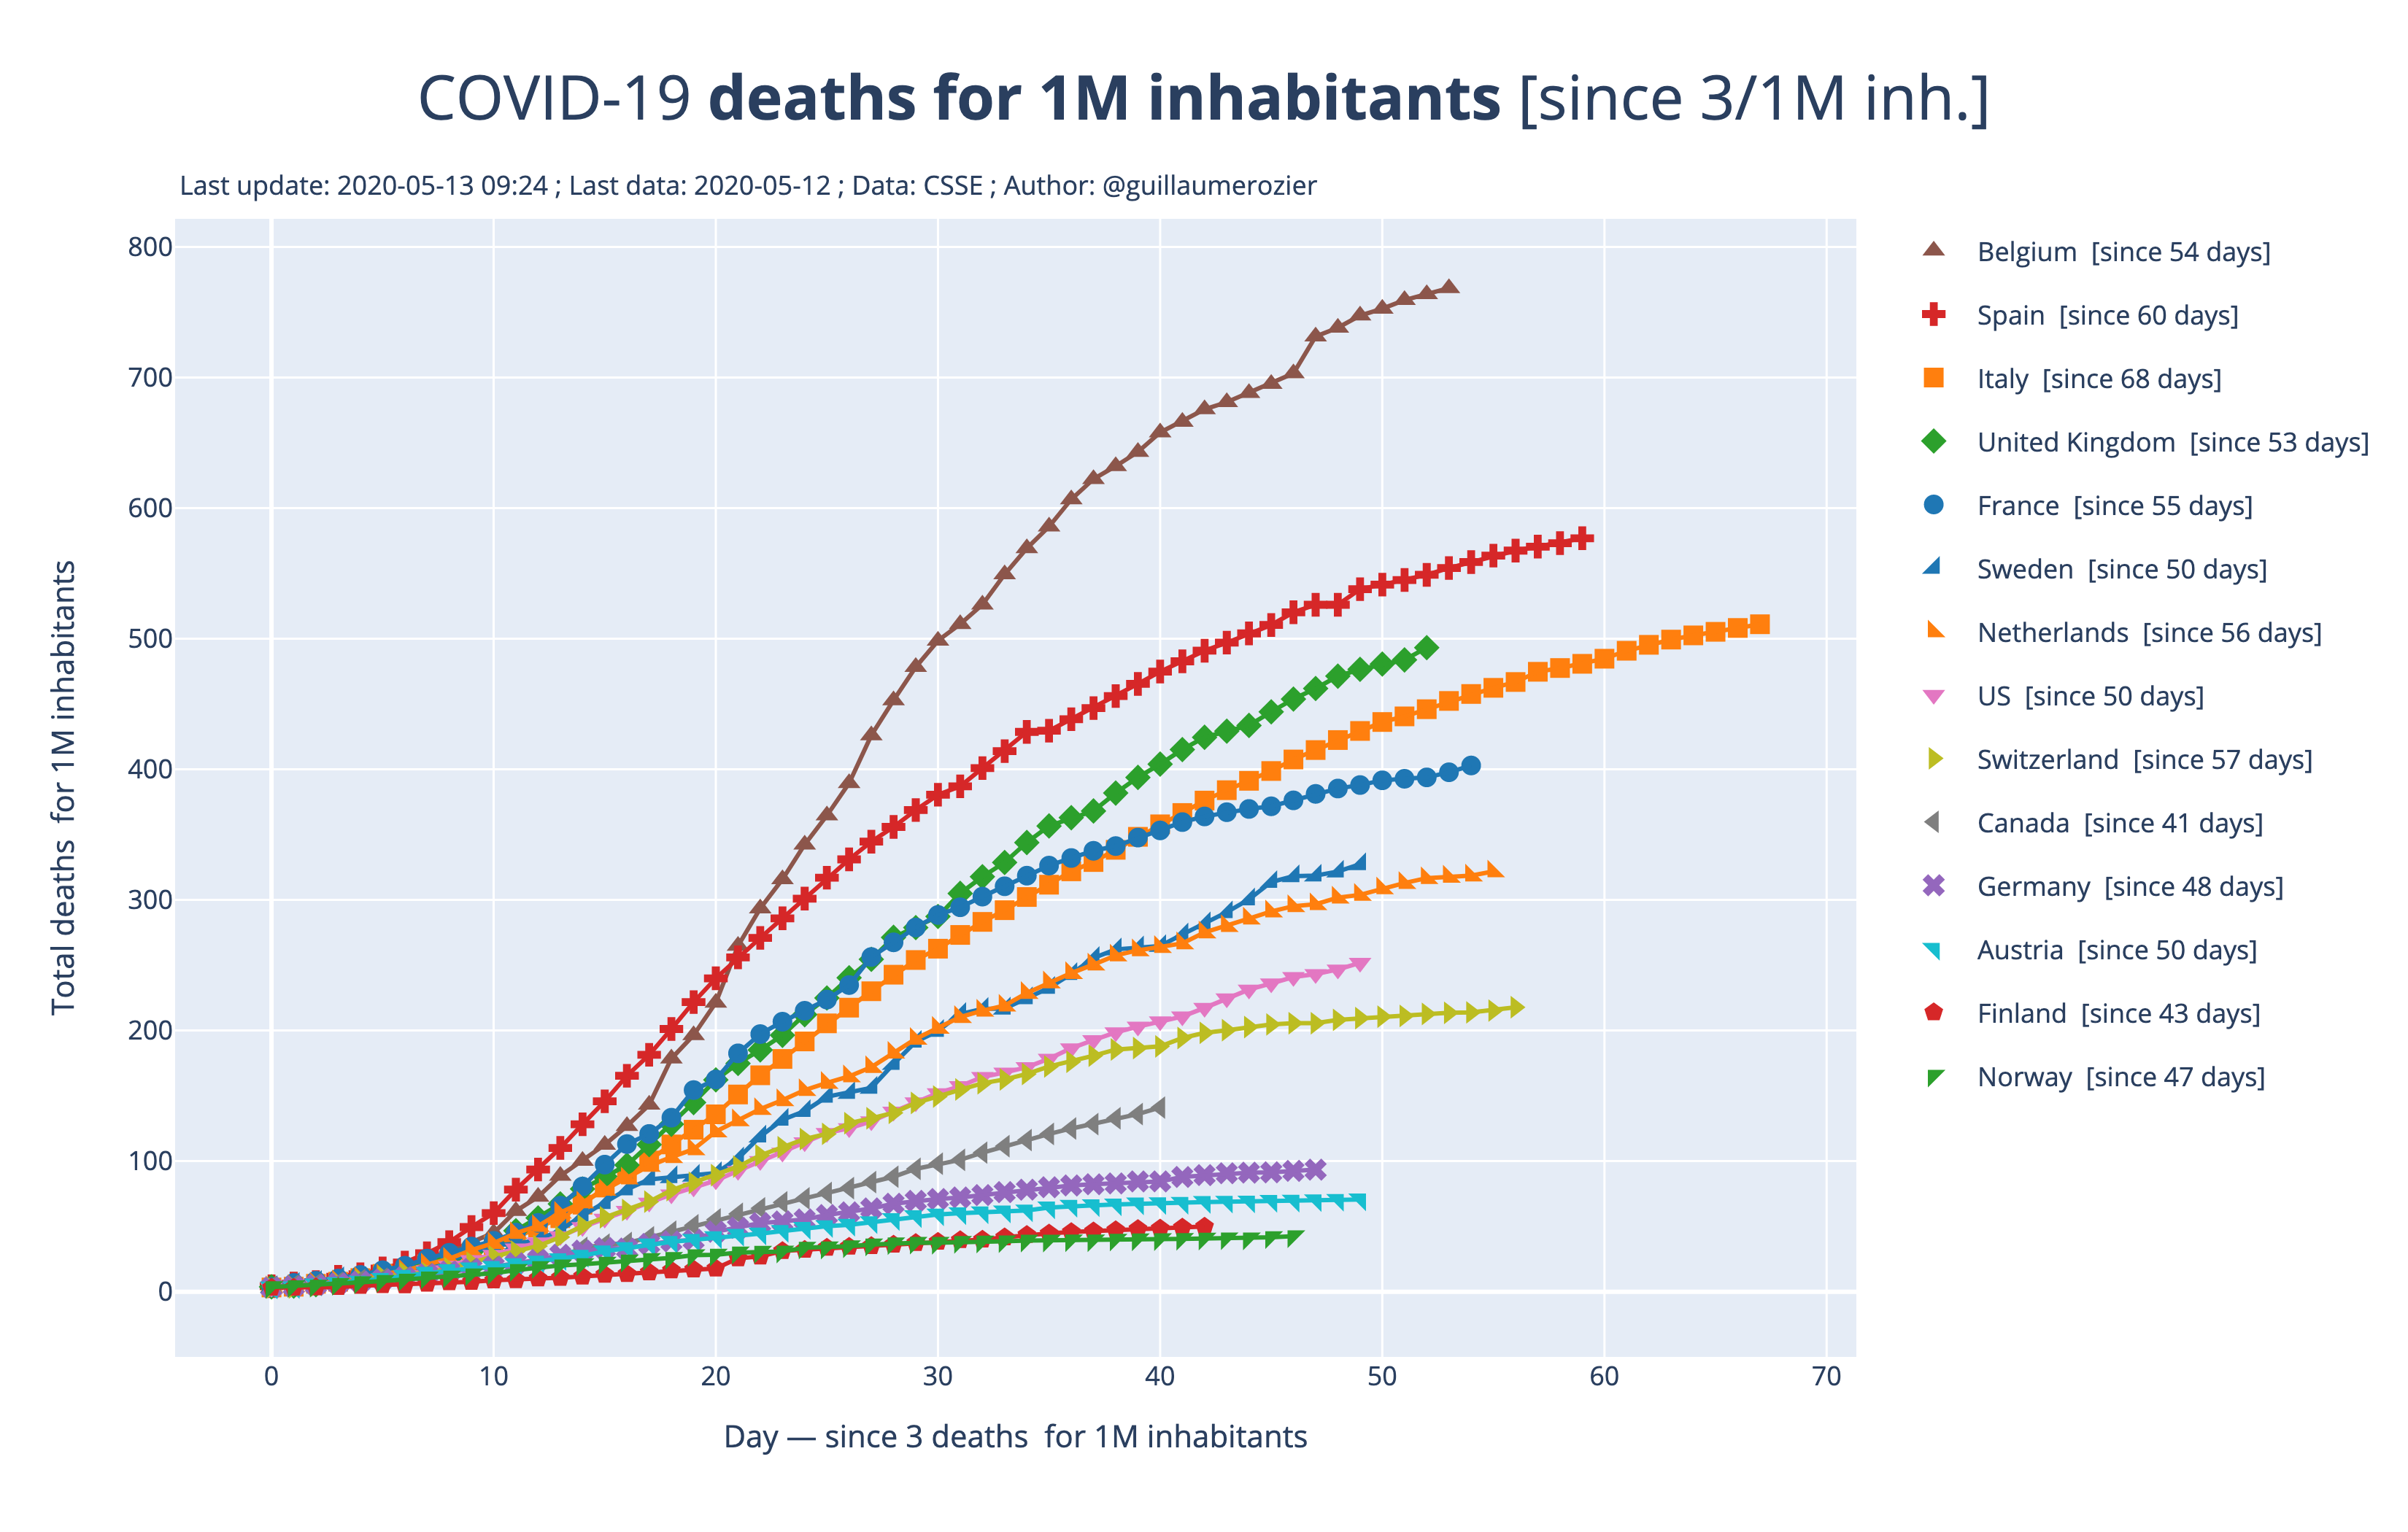 COVID-19 deaths for 1M inhabitants [since 3/1M inh.]
Last update: 2020-05-13 09:24 ; Last data: 2020-05-12 ; Data: CSSE ; Author: @guillaumerozier
Total deaths for 1M inhabitants
800
700
600
500
400
300
200
100
0
0 10 20 30 40 50 60 70
Day — since 3 deaths for 1M inhabitants
Belgium [since 54 days]
Spain [since 60 days]
Italy [since 68 days]
United Kingdom [since 53 days]
France [since 55 days]
Sweden [since 50 days]
Netherlands [since 56 days]
US [since 50 days]
Switzerland [since 57 days]
Canada [since 41 days]
Germany [since 48 days]
Austria [since 50 days]
Finland [since 43 days]
Norway [since 47 days]